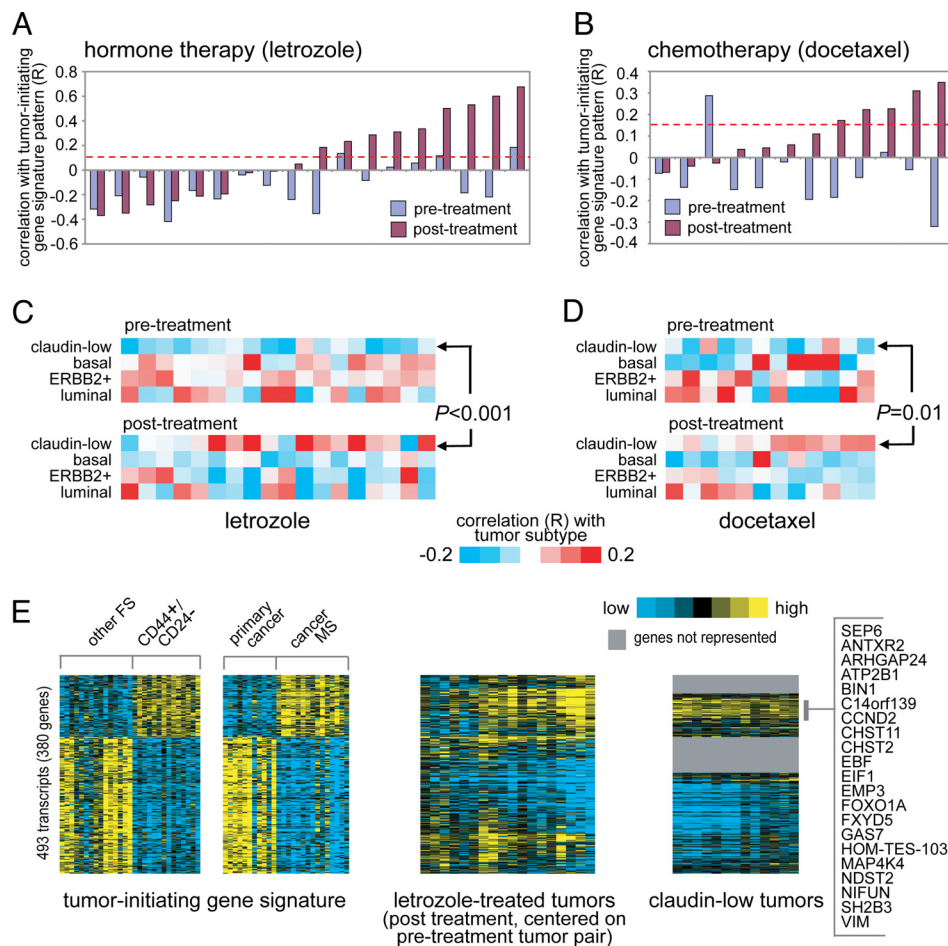 A
hormone therapy (letrozole)
correlation with tumor-initiating
gene signature pattern (R)
0.8
0.6
0.4
0.2
0
-0.2
-0.4
-0.6
pre-treatment
post-treatment
B
chemotherapy (docetaxel)
correlation with tumor-initiating
gene signature pattern (R)
0.4
0.3
0.2
0.1
0
-0.1
-0.2
-0.3
-0.4
pre-treatment
post-treatment
C
pre-treatment
claudin-low
basal
ERBB2+
luminal
P<0.001
post-treatment
claudin-low
basal
ERBB2+
luminal
letrozole
D
pre-treatment
claudin-low
basal
ERBB2+
luminal
P=0.01
post-treatment
claudin-low
basal
ERBB2+
luminal
docetaxel
correlation (R) with
tumor subtype
-0.2
0.2
E
other FS
CD44+/
CD24-
primary
cancer
cancer
MS
493 transcripts (380 genes)
tumor-initiating gene signature
low
high
genes not represented
letrozole-treated tumors
(post treatment, centered on
pre-treatment tumor pair)
claudin-low tumors
SEP6
ANTXR2
ARHGAP24
ATP2B1
BIN1
C14orf139
CCND2
CHST11
CHST2
EBF
EIF1
EMP3
FOXO1A
FXYD5
GAS7
HOM-TES-103
MAP4K4
NDST2
NIFUN
SH2B3
VIM